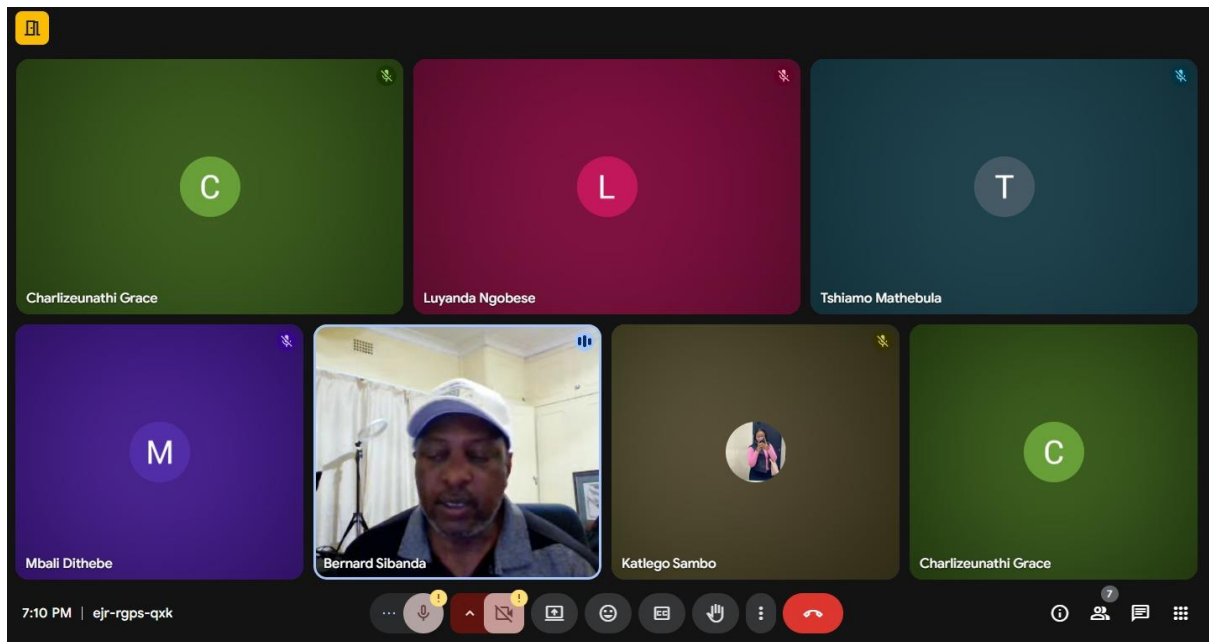 C
L
T
Charlizeunathi Grace
Luyanda Ngobese
Tshiamo Mathebula
M
C
Mbali Dithebe
Bernard Sibanda
Katlego Sambo
Charlizeunathi Grace
7:10 PM | ejr-rgps-qxk
!
!
CC
7